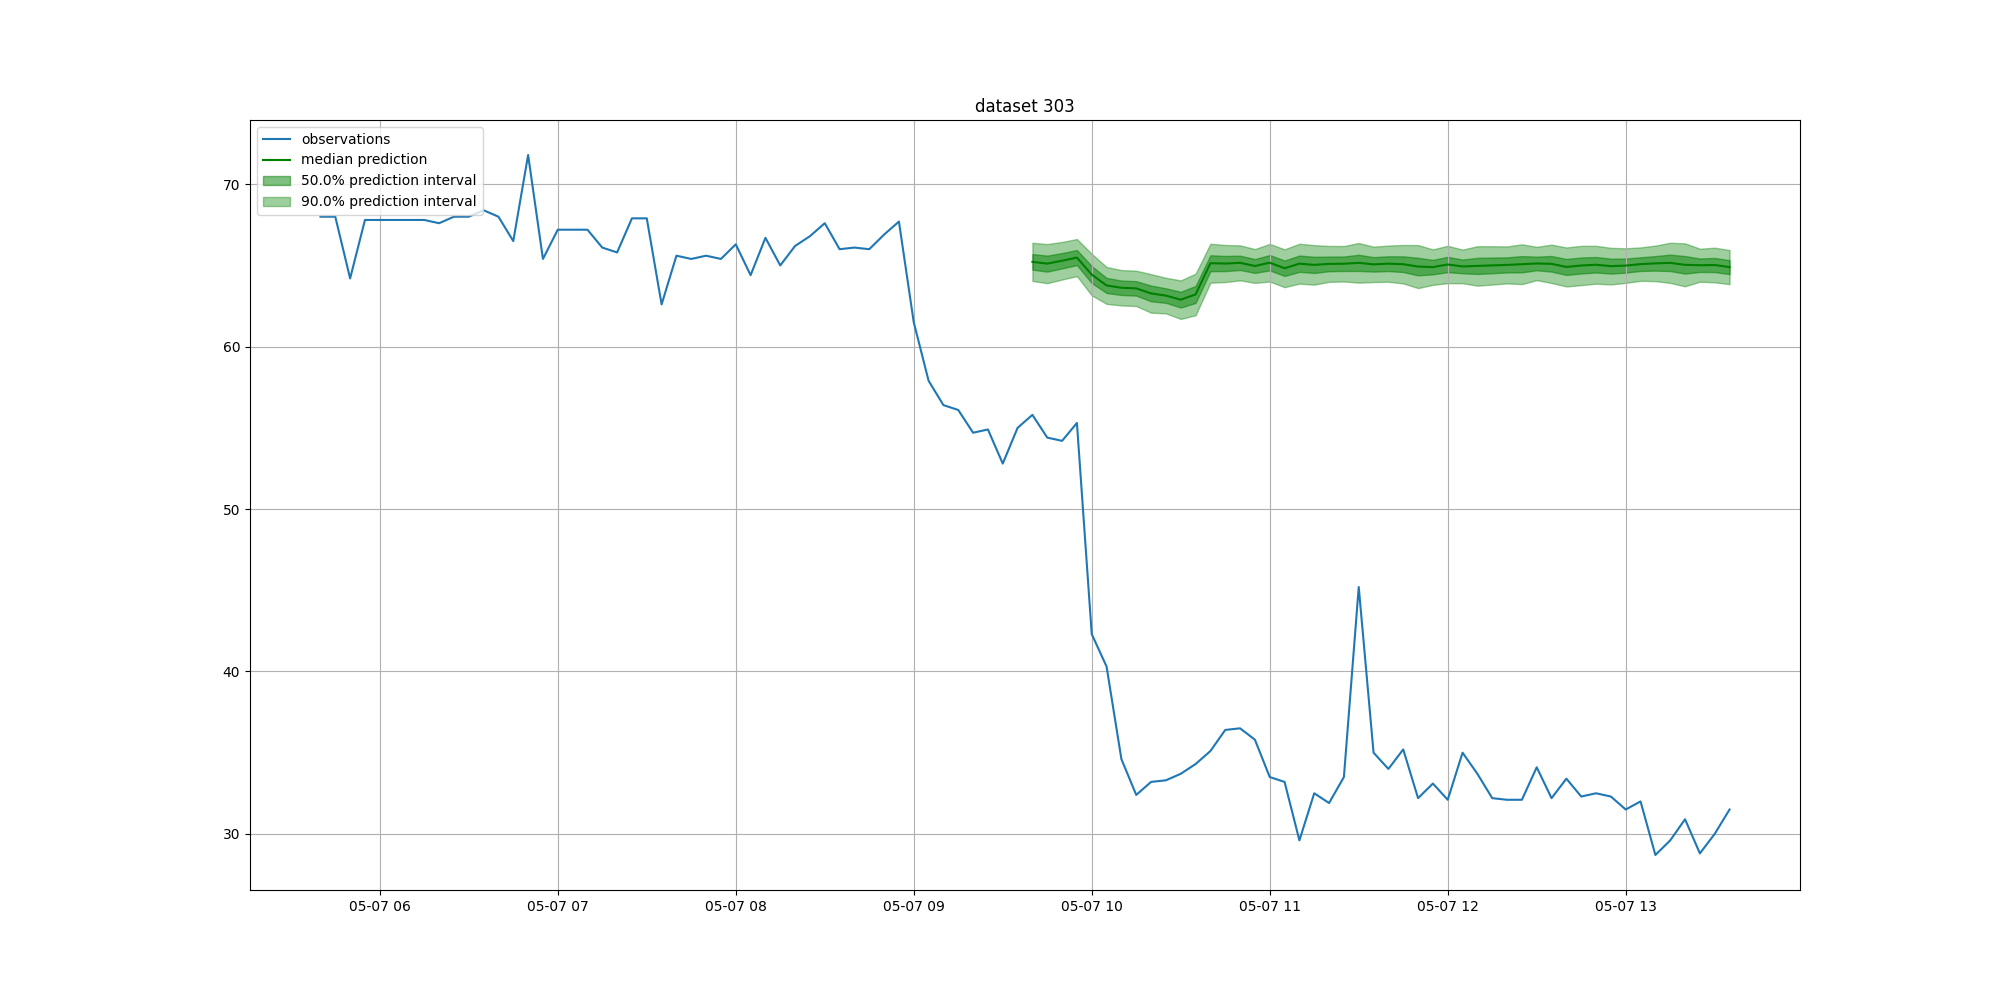 dataset 303
observations
median prediction
50.0% prediction interval
90.0% prediction interval
70
60
50
40
30
05-07 06 05-07 07 05-07 08 05-07 09 05-07 10 05-07 11 05-07 12 05-07 13